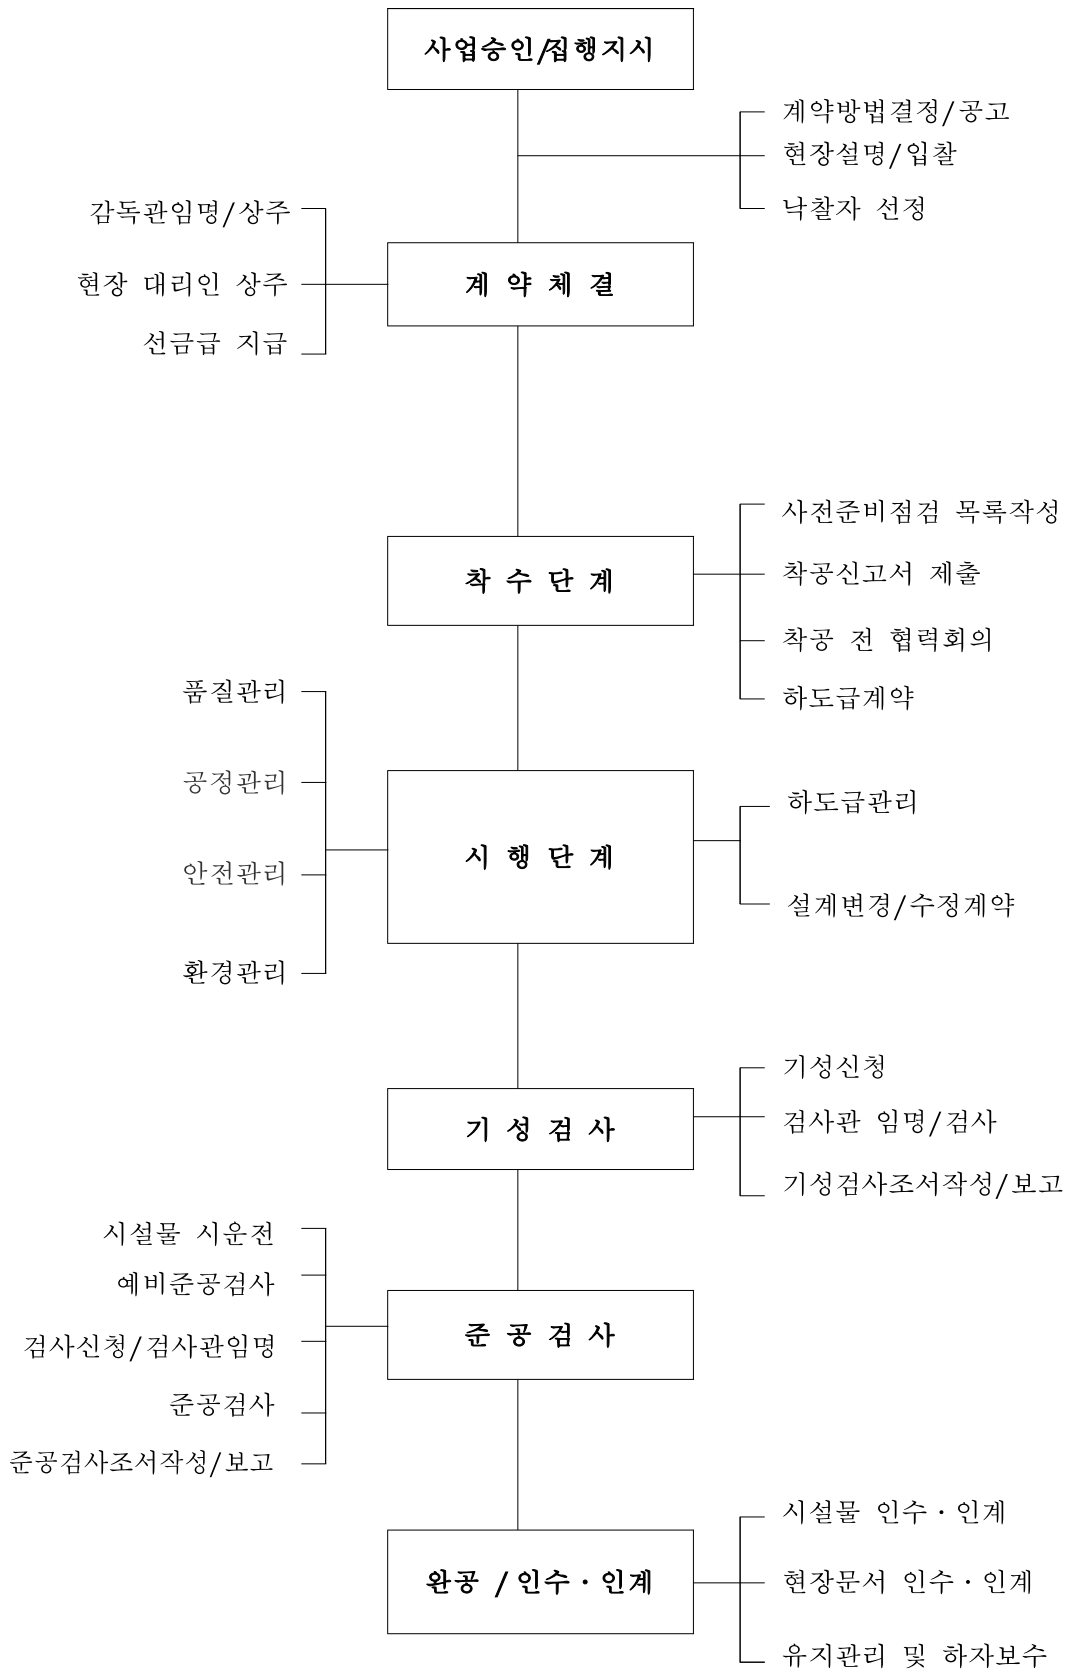 사업승인/집행지시
계약방법결정/공고
현장설명/입찰
낙찰자 선정
감독관임명/상주
현장 대리인 상주
선금급 지급
계 약 체 결
사전준비점검 목록작성
착공신고서 제출
착공 전 협력회의
하도급계약
착 수 단 계
품질관리
공정관리
안전관리
환경관리
시 행 단 계
하도급관리
설계변경/수정계약
기성신청
검사관 임명/검사
기성검사조서작성/보고
기 성 검 사
시설물 시운전
예비준공검사
검사신청/검사관임명
준공검사
준공검사조서작성/보고
준 공 검 사
시설물 인수·인계
현장문서 인수·인계
유지관리 및 하자보수
완공 /인수·인계